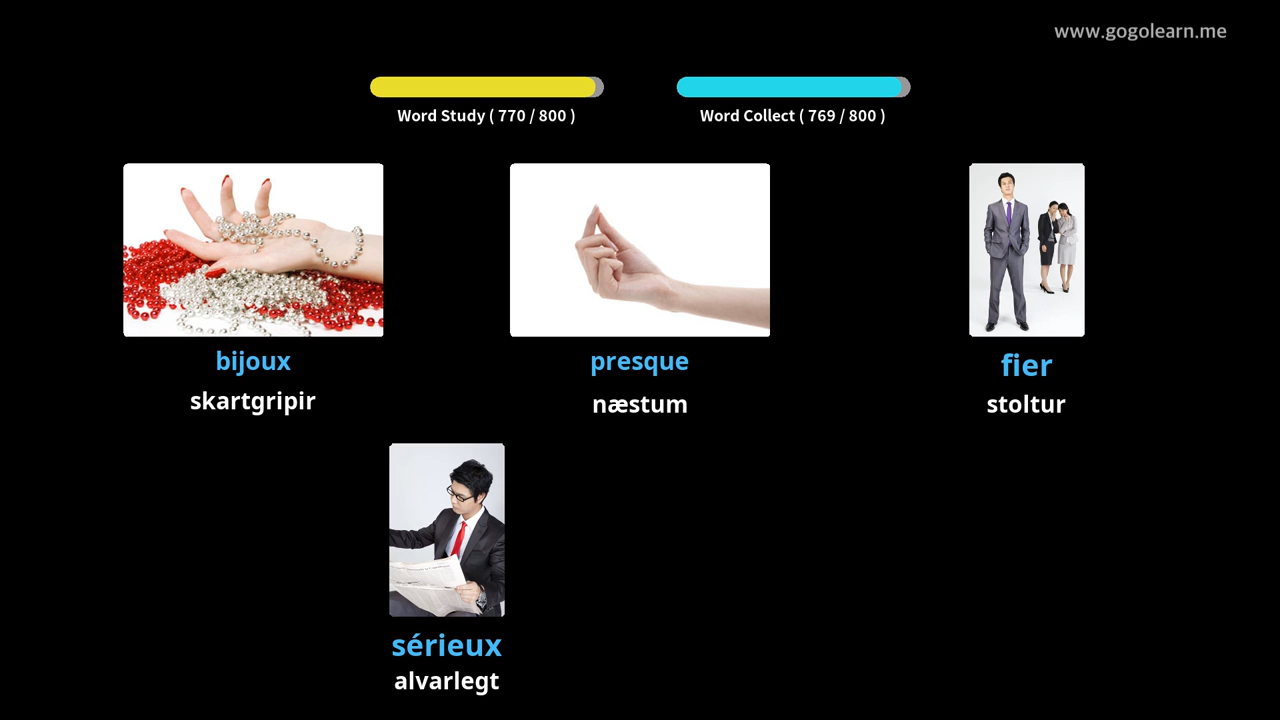 www.gogolearn.me
Word Study ( 770 / 800 )
Word Collect ( 769 / 800 )
bijoux
skartgripir
presque
næstum
fier
stoltur
sérieux
alvarlegt